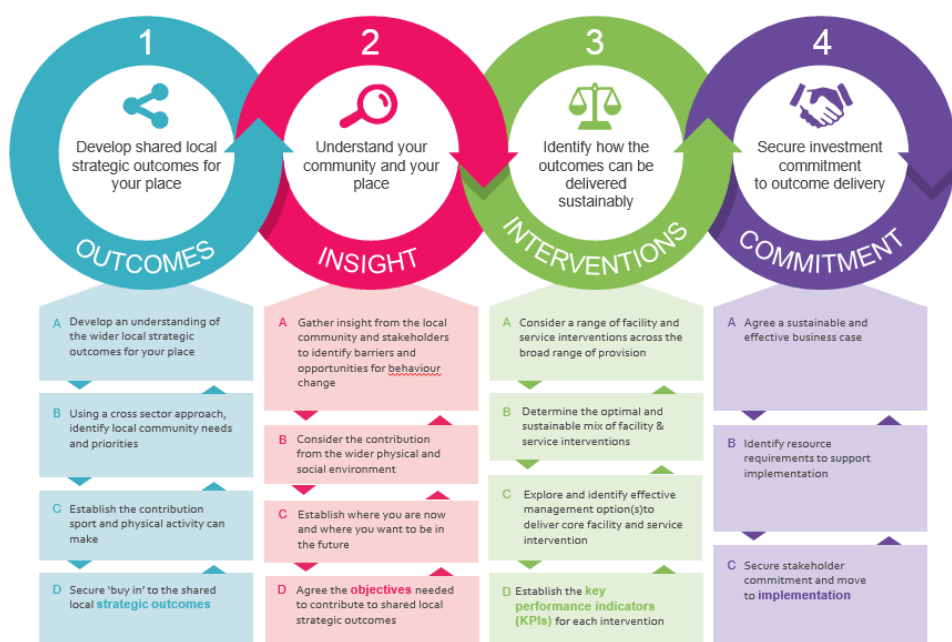 1
Develop shared local
strategic outcomes for
your place
OUTCOMES
A Develop an understanding of
the wider local strategic
outcomes for your place
B Using a cross sector approach,
identify local community needs
and priorities
C Establish the contribution
sport and physical activity can
make
D Secure 'buy in' to the shared
local strategic outcomes
2
Understand your
community and your
place
INSIGHT
A Gather insight from the local
community and stakeholders
to identify barriers and
opportunities for behaviour
change
B Consider the contribution
from the wider physical and
social environment
C Establish where you are now
and where you want to be in
the future
D Agree the objectives needed
to contribute to shared local
strategic outcomes
3
Identify how the
outcomes can be
delivered
sustainably
INTERVENTIONS
A Consider a range of facility and
service interventions across the
broad range of provision
B Determine the optimal and
sustainable mix of facility &
service interventions
C Explore and identify effective
management option(s)to
deliver core facility and service
intervention
D Establish the key
performance indicators
(KPIs) for each intervention
4
Secure investment
commitment
to outcome delivery
COMMITMENT
A Agree a sustainable and
effective business case
B Identify resource
requirements to support
implementation
C Secure stakeholder
commitment and move
to implementation